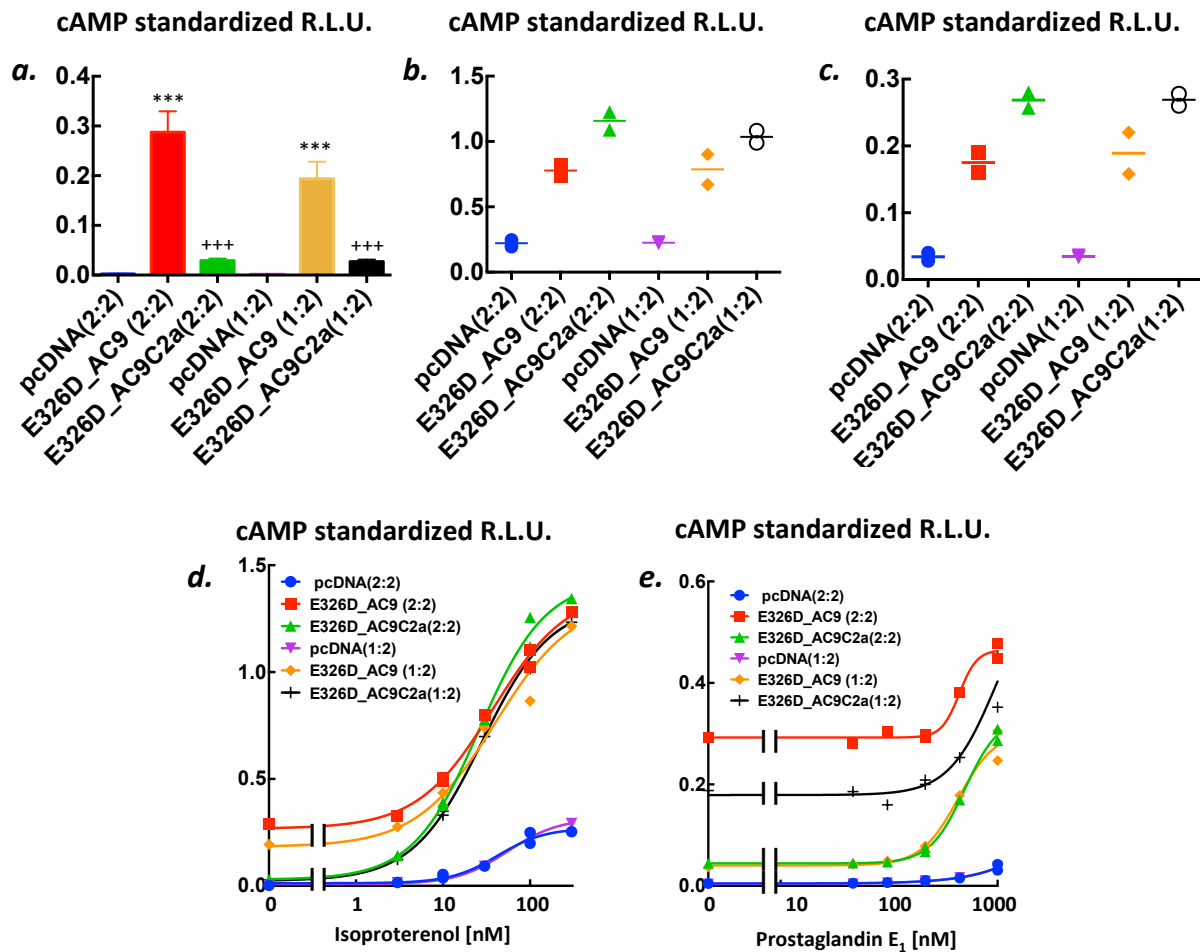 cAMP standardized R.L.U.
a.
0.4
0.3
0.2
0.1
0.0
***
+++
***
+++
pcDNA(2:2)
E326D_AC9 (2:2)
E326D_AC9C2a(2:2)
pcDNA(1:2)
E326D_AC9 (1:2)
E326D_AC9C2a(1:2)
cAMP standardized R.L.U.
b.
1.5
1.0
0.5
0.0
pcDNA(2:2)
E326D_AC9 (2:2)
E326D_AC9C2a(2:2)
pcDNA(1:2)
E326D_AC9 (1:2)
E326D_AC9C2a(1:2)
cAMP standardized R.L.U.
c.
0.3
0.2
0.1
0.0
pcDNA(2:2)
E326D_AC9 (2:2)
E326D_AC9C2a(2:2)
pcDNA(1:2)
E326D_AC9 (1:2)
E326D_AC9C2a(1:2)
cAMP standardized R.L.U.
d.
1.5
1.0
0.5
0.0
pcDNA(2:2)
E326D_AC9 (2:2)
E326D_AC9C2a(2:2)
pcDNA(1:2)
E326D_AC9 (1:2)
E326D_AC9C2a(1:2)
0 1 10 100
Isoproterenol [nM]
cAMP standardized R.L.U.
e.
0.6
0.4
0.2
0.0
pcDNA(2:2)
E326D_AC9 (2:2)
E326D_AC9C2a(2:2)
pcDNA(1:2)
E326D_AC9 (1:2)
E326D_AC9C2a(1:2)
0 10 100 1000
Prostaglandin E1 [nM]